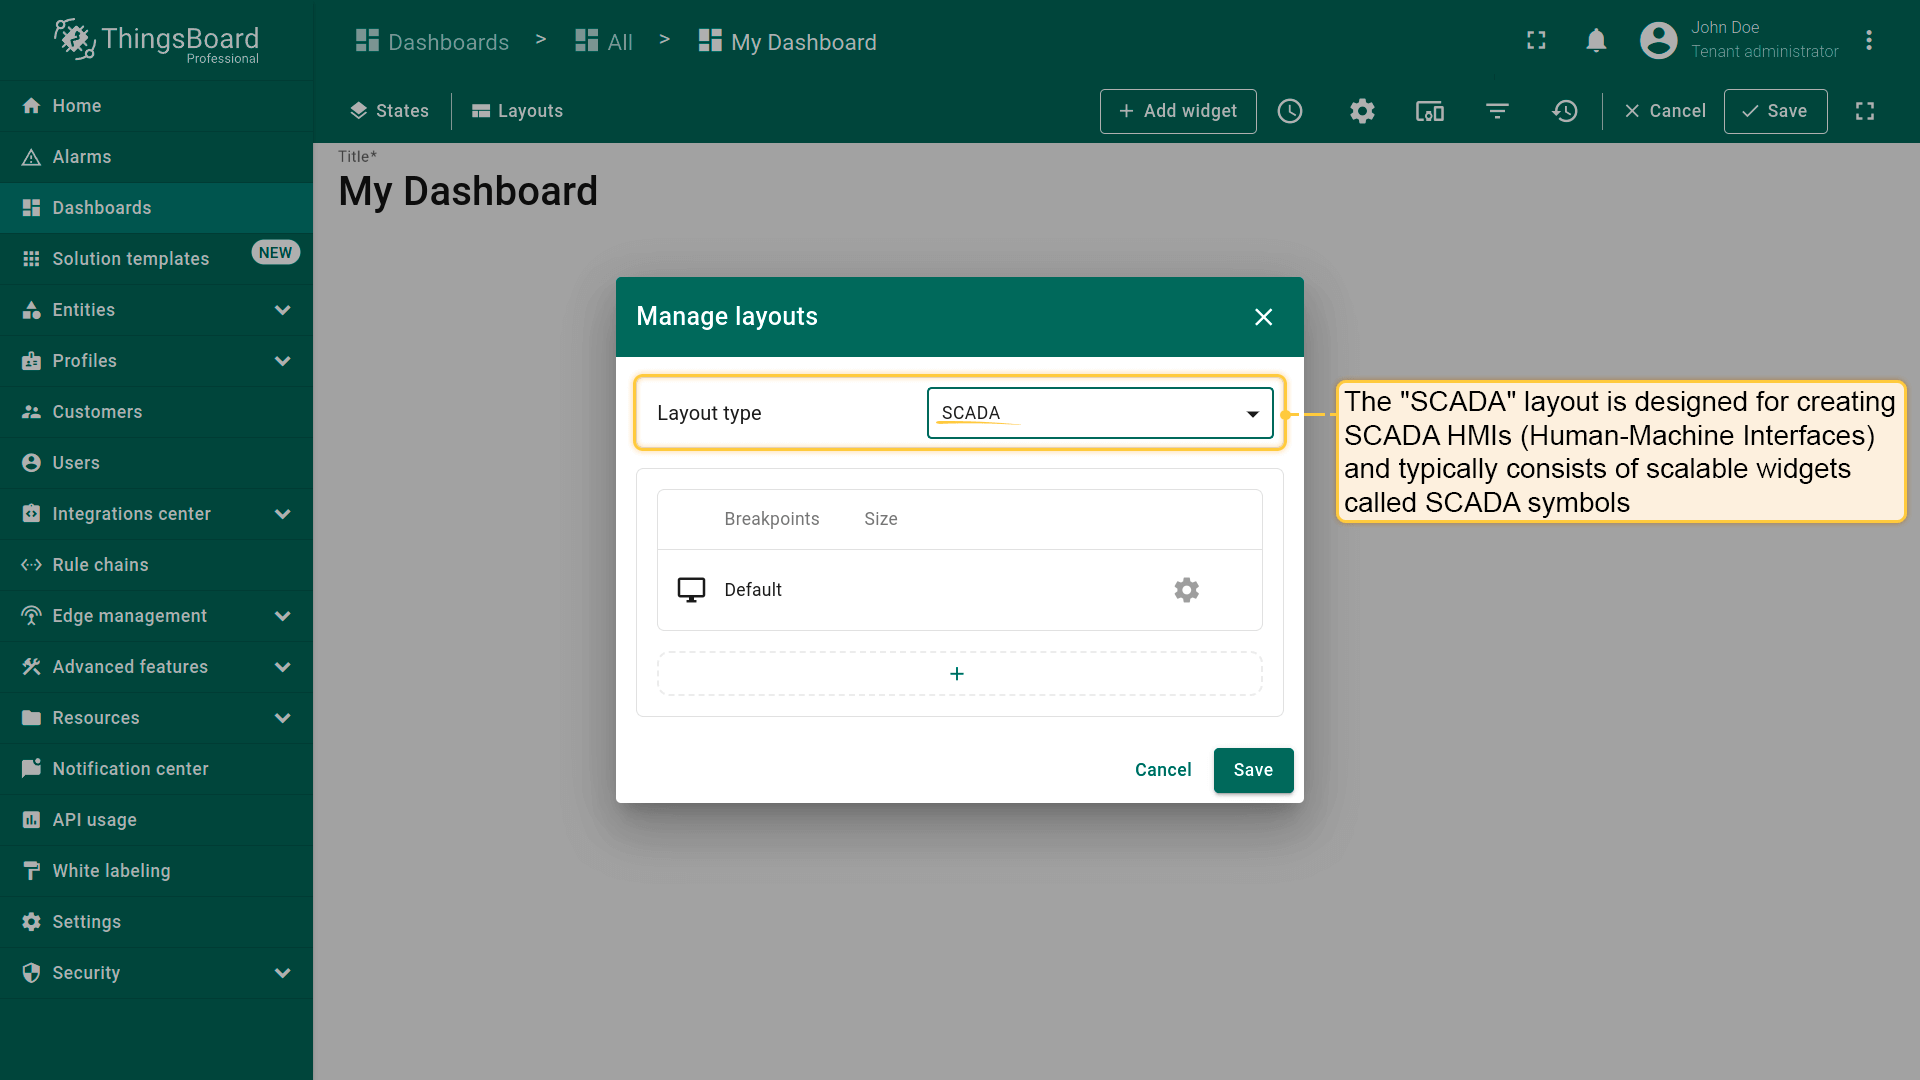 ThingsBoard
Professional
Dashboards > All > My Dashboard
John Doe
Tenant administrator
States
Layouts
+ Add widget
Cancel
Save
Home
Alarms
Dashboards
Solution templates
NEW
Entities
Profiles
Customers
Users
Integrations center
Rule chains
Edge management
Advanced features
Resources
Notification center
API usage
White labeling
Settings
Security
Title*
My Dashboard
Manage layouts
Layout type
SCADA
Breakpoints
Size
Default
+
Cancel
Save
The "SCADA" layout is designed for creating
SCADA HMIs (Human-Machine Interfaces)
and typically consists of scalable widgets
called SCADA symbols